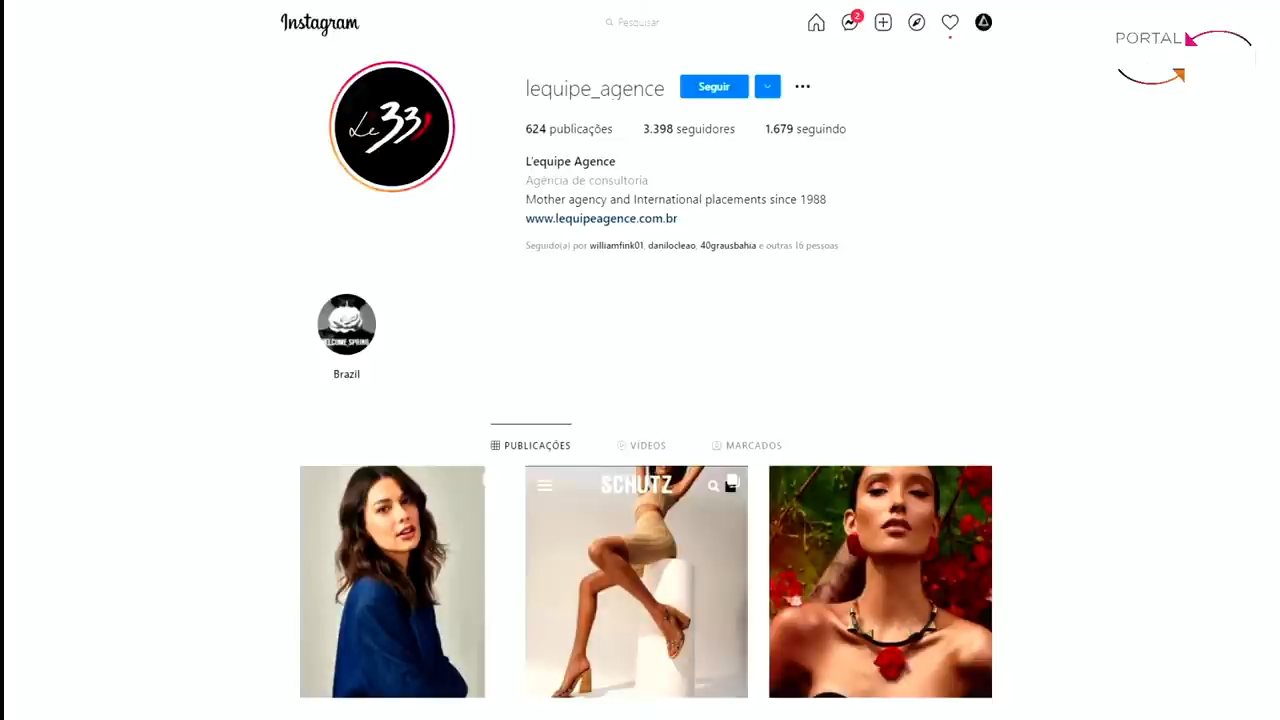 Instagram
Pesquisar
2
PORTAL
Le 33
lequipe_agence
Seguir
624 publicações 3.398 seguidores 1.679 seguindo
L'equipe Agence
Agência de consultoria
Mother agency and International placements since 1988
www.lequipeagence.com.br
Seguido(a) por williamfink01, danilocleao, 40grausbahia e outras 16 pessoas
Brazil
PUBLICAÇÕES VÍDEOS MARCADOS
SCHUTZ